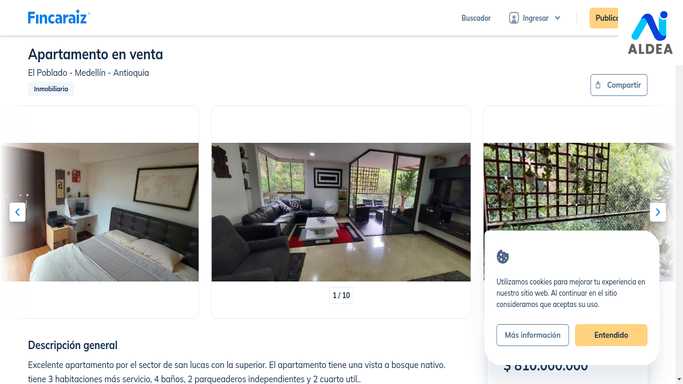 Fincaraiz
Buscador
Ingresar
Publica
ALDEA
Apartamento en venta
El Poblado - Medellín - Antioquia
Inmobiliario
Compartir
1 / 10
Utilizamos cookies para mejorar tu experiencia en
nuestro sitio web. Al continuar en el sitio
consideramos que aceptas su uso.
Más información
Entendido
$ 810.000.000
Descripción general
Excelente apartamento por el sector de san lucas con la superior. El apartamento tiene una vista a bosque nativo.
tiene 3 habitaciones más servicio, 4 baños, 2 parqueaderos independientes y 2 cuarto util..